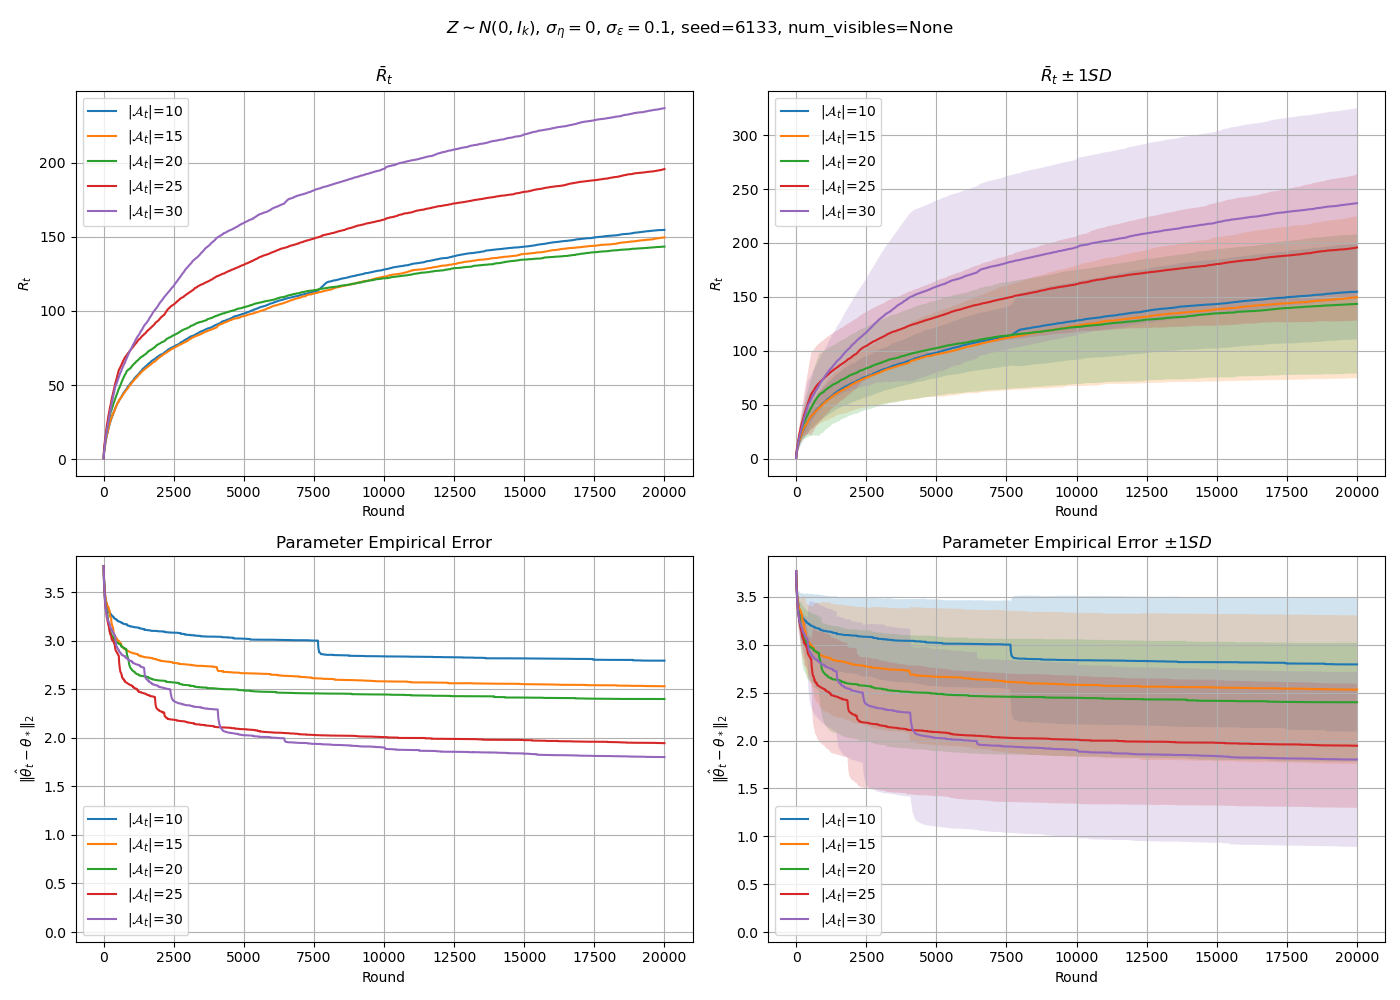 Z ∼ N(0, I_k), σ_η = 0, σ_ε = 0.1, seed=6133, num_visibles=None
R̄_t
R_t
200
150
100
50
0
|𝒜_t|=10
|𝒜_t|=15
|𝒜_t|=20
|𝒜_t|=25
|𝒜_t|=30
0 2500 5000 7500 10000 12500 15000 17500 20000
Round
R̄_t ± 1SD
R_t
300
250
200
150
100
50
0
|𝒜_t|=10
|𝒜_t|=15
|𝒜_t|=20
|𝒜_t|=25
|𝒜_t|=30
0 2500 5000 7500 10000 12500 15000 17500 20000
Round
Parameter Empirical Error
‖θ̂_t − θ_*‖_2
3.5
3.0
2.5
2.0
1.5
1.0
0.5
0.0
|𝒜_t|=10
|𝒜_t|=15
|𝒜_t|=20
|𝒜_t|=25
|𝒜_t|=30
0 2500 5000 7500 10000 12500 15000 17500 20000
Round
Parameter Empirical Error ±1SD
‖θ̂_t − θ_*‖_2
3.5
3.0
2.5
2.0
1.5
1.0
0.5
0.0
|𝒜_t|=10
|𝒜_t|=15
|𝒜_t|=20
|𝒜_t|=25
|𝒜_t|=30
0 2500 5000 7500 10000 12500 15000 17500 20000
Round